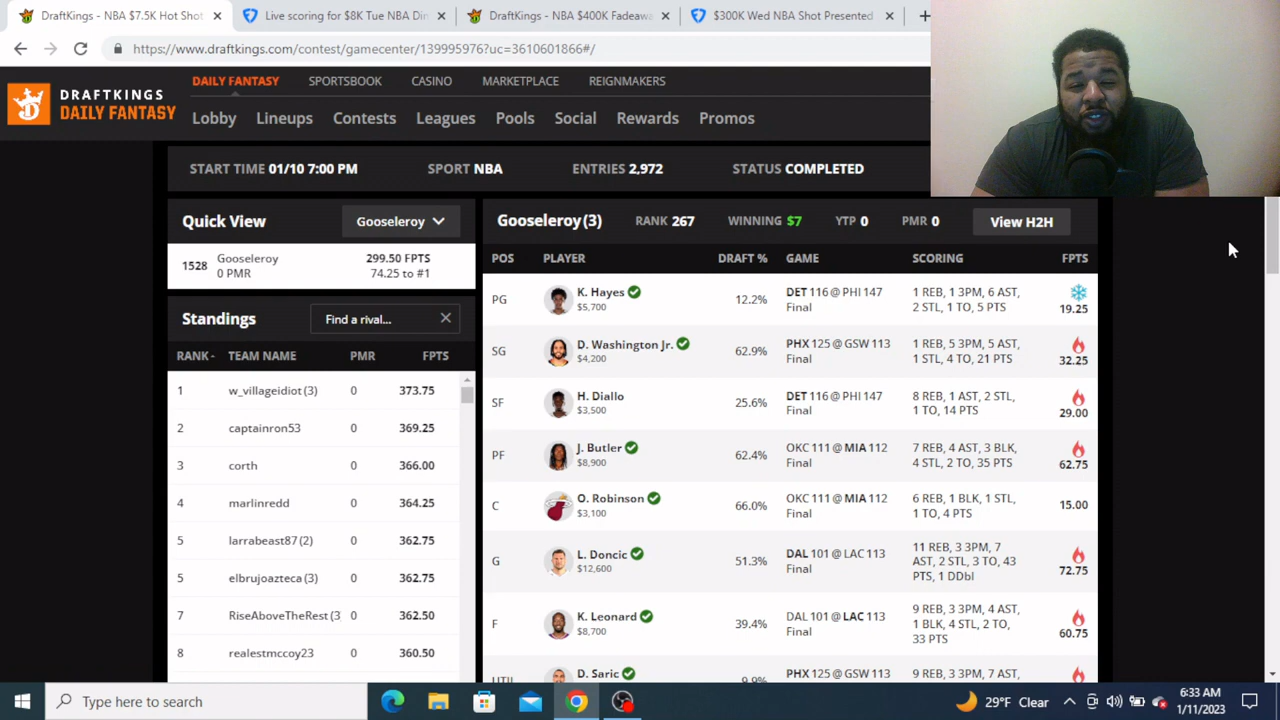 DraftKings - NBA $7.5K Hot Shot
Live scoring for $8K Tue NBA Din
DraftKings - NBA $400K Fadeawa
$300K Wed NBA Shot Presented
https://www.draftkings.com/contest/gamecenter/139995976?uc=3610601866#/
DRAFTKINGS
DAILY FANTASY
DAILY FANTASY SPORTSBOOK CASINO MARKETPLACE REIGNMAKERS
Lobby Lineups Contests Leagues Pools Social Rewards Promos
START TIME 01/10 7:00 PM SPORT NBA ENTRIES 2,972 STATUS COMPLETED
Quick View Gooseleroy
1528 Gooseleroy 299.50 FPTS
0 PMR 74.25 to #1
Standings Find a rival...
RANK TEAM NAME PMR FPTS
1 w_villageidiot (3) 0 373.75
2 captainron53 0 369.25
3 corth 0 366.00
4 marlinredd 0 364.25
5 larrabeast87 (2) 0 362.75
5 elbrujoazteca (3) 0 362.75
7 RiseAboveTheRest (3 0 362.50
8 realestmccoy23 0 360.50
Gooseleroy (3) RANK 267 WINNING $7 YTP 0 PMR 0 View H2H
POS PLAYER DRAFT % GAME SCORING FPTS
PG K. Hayes $5,700 12.2% DET 116 @ PHI 147 Final 1 REB, 1 3PM, 6 AST, 2 STL, 1 TO, 5 PTS 19.25
SG D. Washington Jr. $4,200 62.9% PHX 125 @ GSW 113 Final 1 REB, 5 3PM, 5 AST, 1 STL, 4 TO, 21 PTS 32.25
SF H. Diallo $3,500 25.6% DET 116 @ PHI 147 Final 8 REB, 1 AST, 2 STL, 1 TO, 14 PTS 29.00
PF J. Butler $8,900 62.4% OKC 111 @ MIA 112 Final 7 REB, 4 AST, 3 BLK, 4 STL, 2 TO, 35 PTS 62.75
C O. Robinson $3,100 66.0% OKC 111 @ MIA 112 Final 6 REB, 1 BLK, 1 STL, 1 TO, 4 PTS 15.00
G L. Doncic $12,600 51.3% DAL 101 @ LAC 113 Final 11 REB, 3 3PM, 7 AST, 2 STL, 3 TO, 43 PTS, 1 DDbl 72.75
F K. Leonard $8,700 39.4% DAL 101 @ LAC 113 Final 9 REB, 3 3PM, 4 AST, 1 BLK, 4 STL, 2 TO, 33 PTS 60.75
UTIL D. Saric 9.9% PHX 125 @ GSW 113 9 REB, 3 3PM, 7 AST,
Type here to search
29°F Clear
6:33 AM
1/11/2023